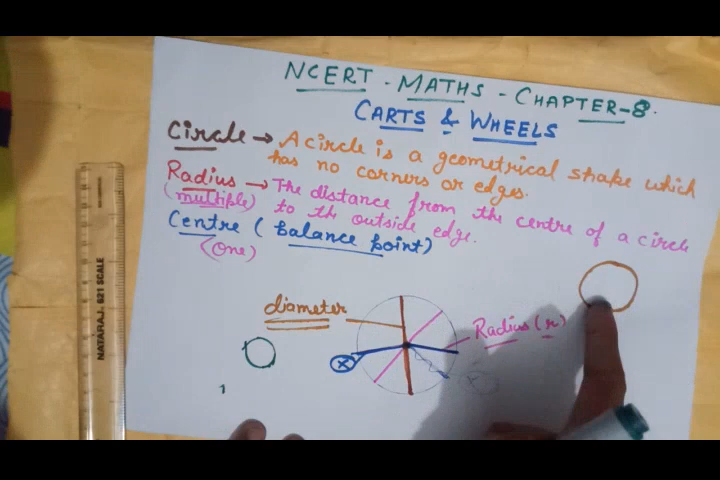 NCERT - MATHS - CHAPTER-8.
CARTS & WHEELS
Circle → A circle is a geometrical shape which
has no corners or edges.
Radius → The distance from the centre of a circle
(multiple) to the outside edge.
Centre (balance point)
(One)
diameter
Radius (r)
X
X
NATARAJ. 621 SCALE